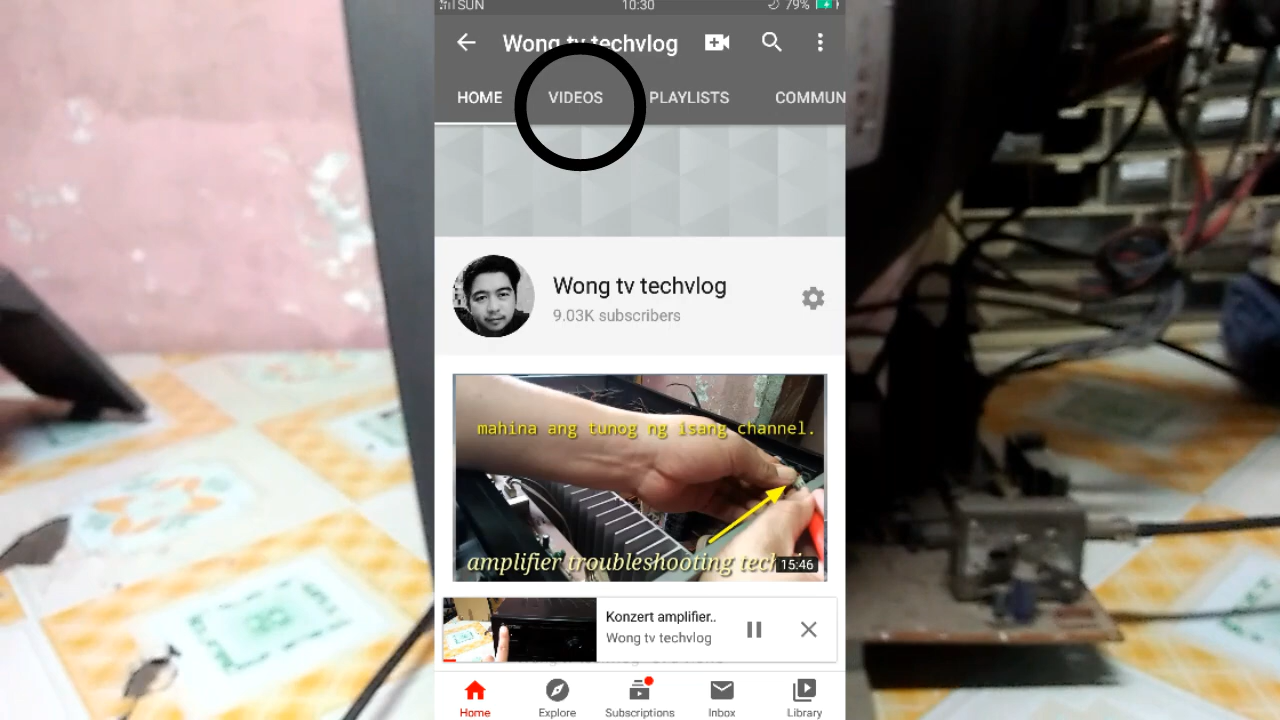 SUN 10:30 79%
Wong tv techvlog
HOME VIDEOS PLAYLISTS COMMUN
Wong tv techvlog
9.03K subscribers
mahina ang tunog ng isang channel.
amplifier troubleshooting tech
15:46
Konzert amplifier..
Wong tv techvlog
Home Explore Subscriptions Inbox Library